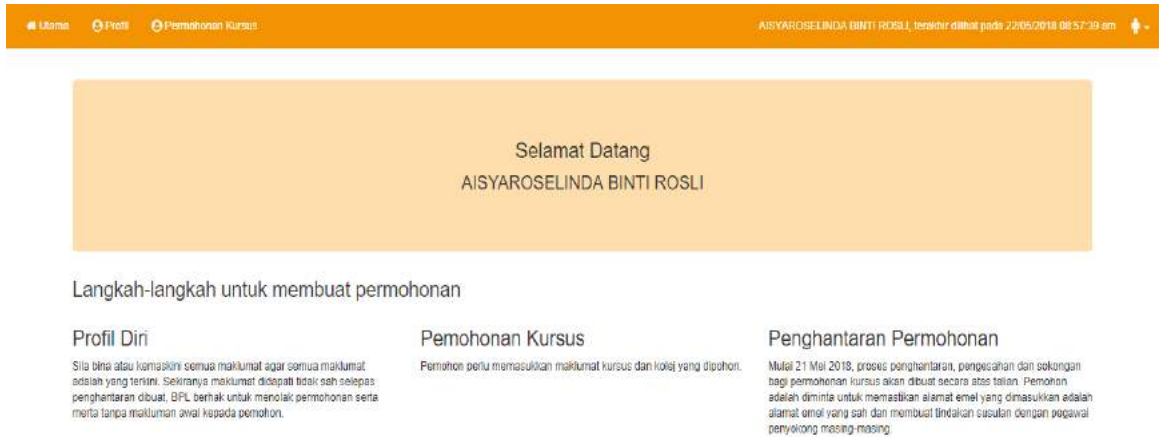 Utama Profil Permohonan Kursus AISYAROSELINDA BINTI ROSLI, terakhir dilihat pada 22/05/2018 08:57:39 am
Selamat Datang
AISYAROSELINDA BINTI ROSLI
Langkah-langkah untuk membuat permohonan
Profil Diri
Sila bina atau kemaskini semua maklumat agar semua maklumat
adalah yang terkini. Sekiranya maklumat didapati tidak sah selepas
penghantaran dibuat, BPL berhak untuk menolak permohonan serta
merta tanpa makluman awal kepada pemohon.
Pemohonan Kursus
Pemohon perlu memasukkan maklumat kursus dan kolej yang dipohon.
Penghantaran Permohonan
Mulai 21 Mei 2018, proses penghantaran, pengesahan dan sokongan
bagi permohonan kursus akan dibuat secara atas talian. Pemohon
adalah diminta untuk memastikan alamat emel yang dimasukkan adalah
alamat emel yang sah dan membuat tindakan susulan dengan pegawai
penyokong masing-masing.